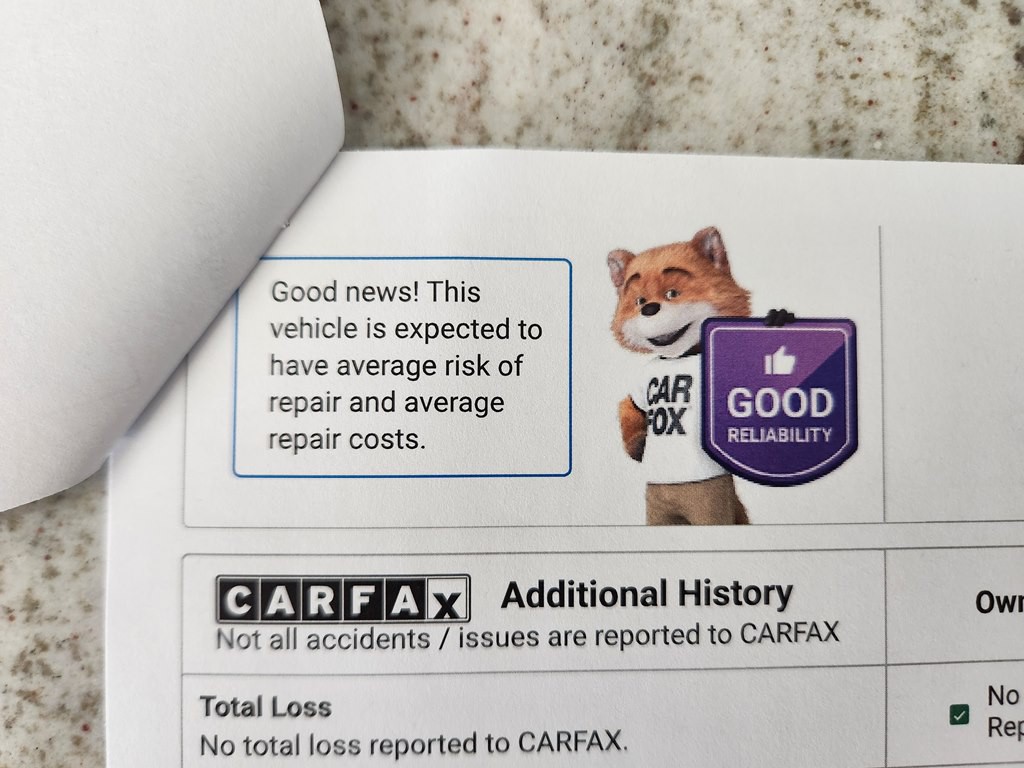 Good news! This
vehicle is expected to
have average risk of
repair and average
repair costs.
CAR
FOX
GOOD
RELIABILITY
CARFAX Additional History
Not all accidents / issues are reported to CARFAX
Total Loss
No total loss reported to CARFAX.
No